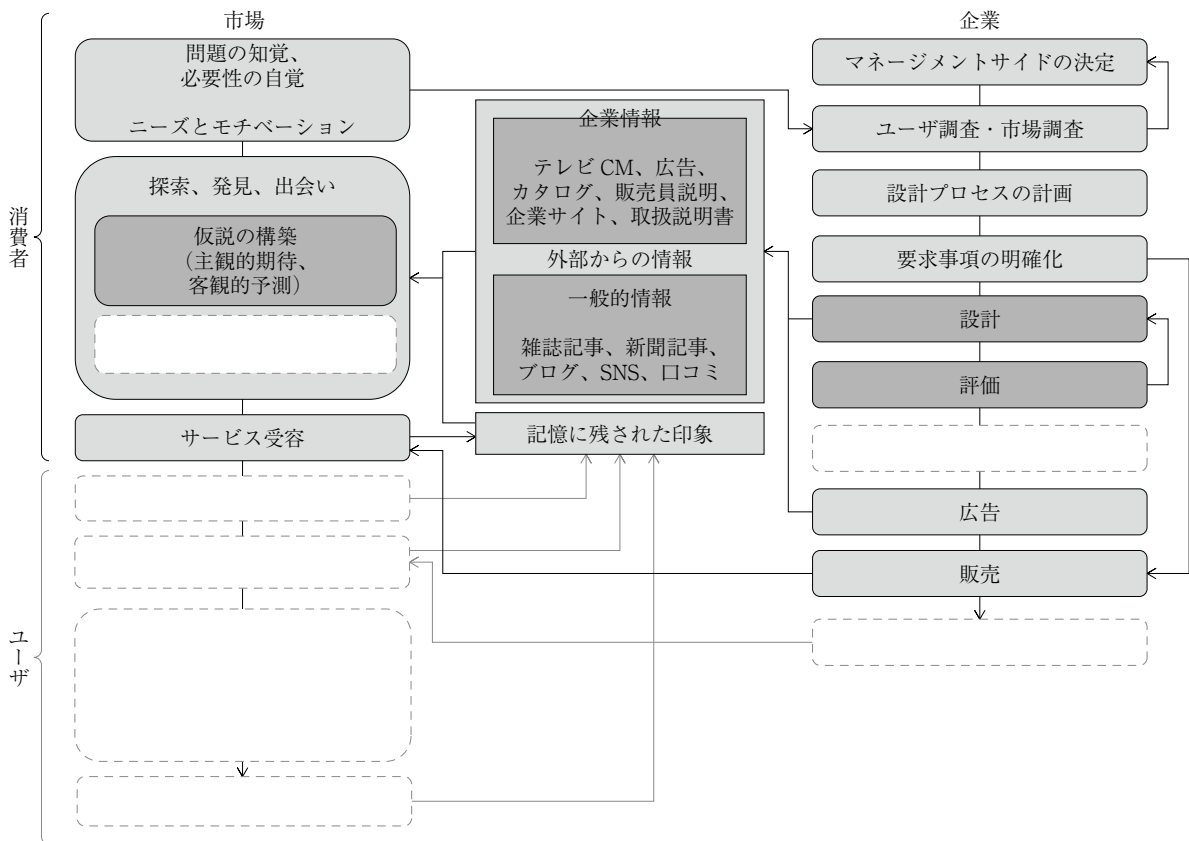 市場
企業
消費者
問題の知覚、
必要性の自覚
ニーズとモチベーション
探索、発見、出会い
仮説の構築
(主観的期待、
客観的予測)
サービス受容
企業情報
テレビ CM、広告、
カタログ、販売員説明、
企業サイト、取扱説明書
外部からの情報
一般的情報
雑誌記事、新聞記事、
ブログ、SNS、口コミ
記憶に残された印象
マネージメントサイドの決定
ユーザ調査・市場調査
設計プロセスの計画
要求事項の明確化
設計
評価
広告
販売
ユーザ